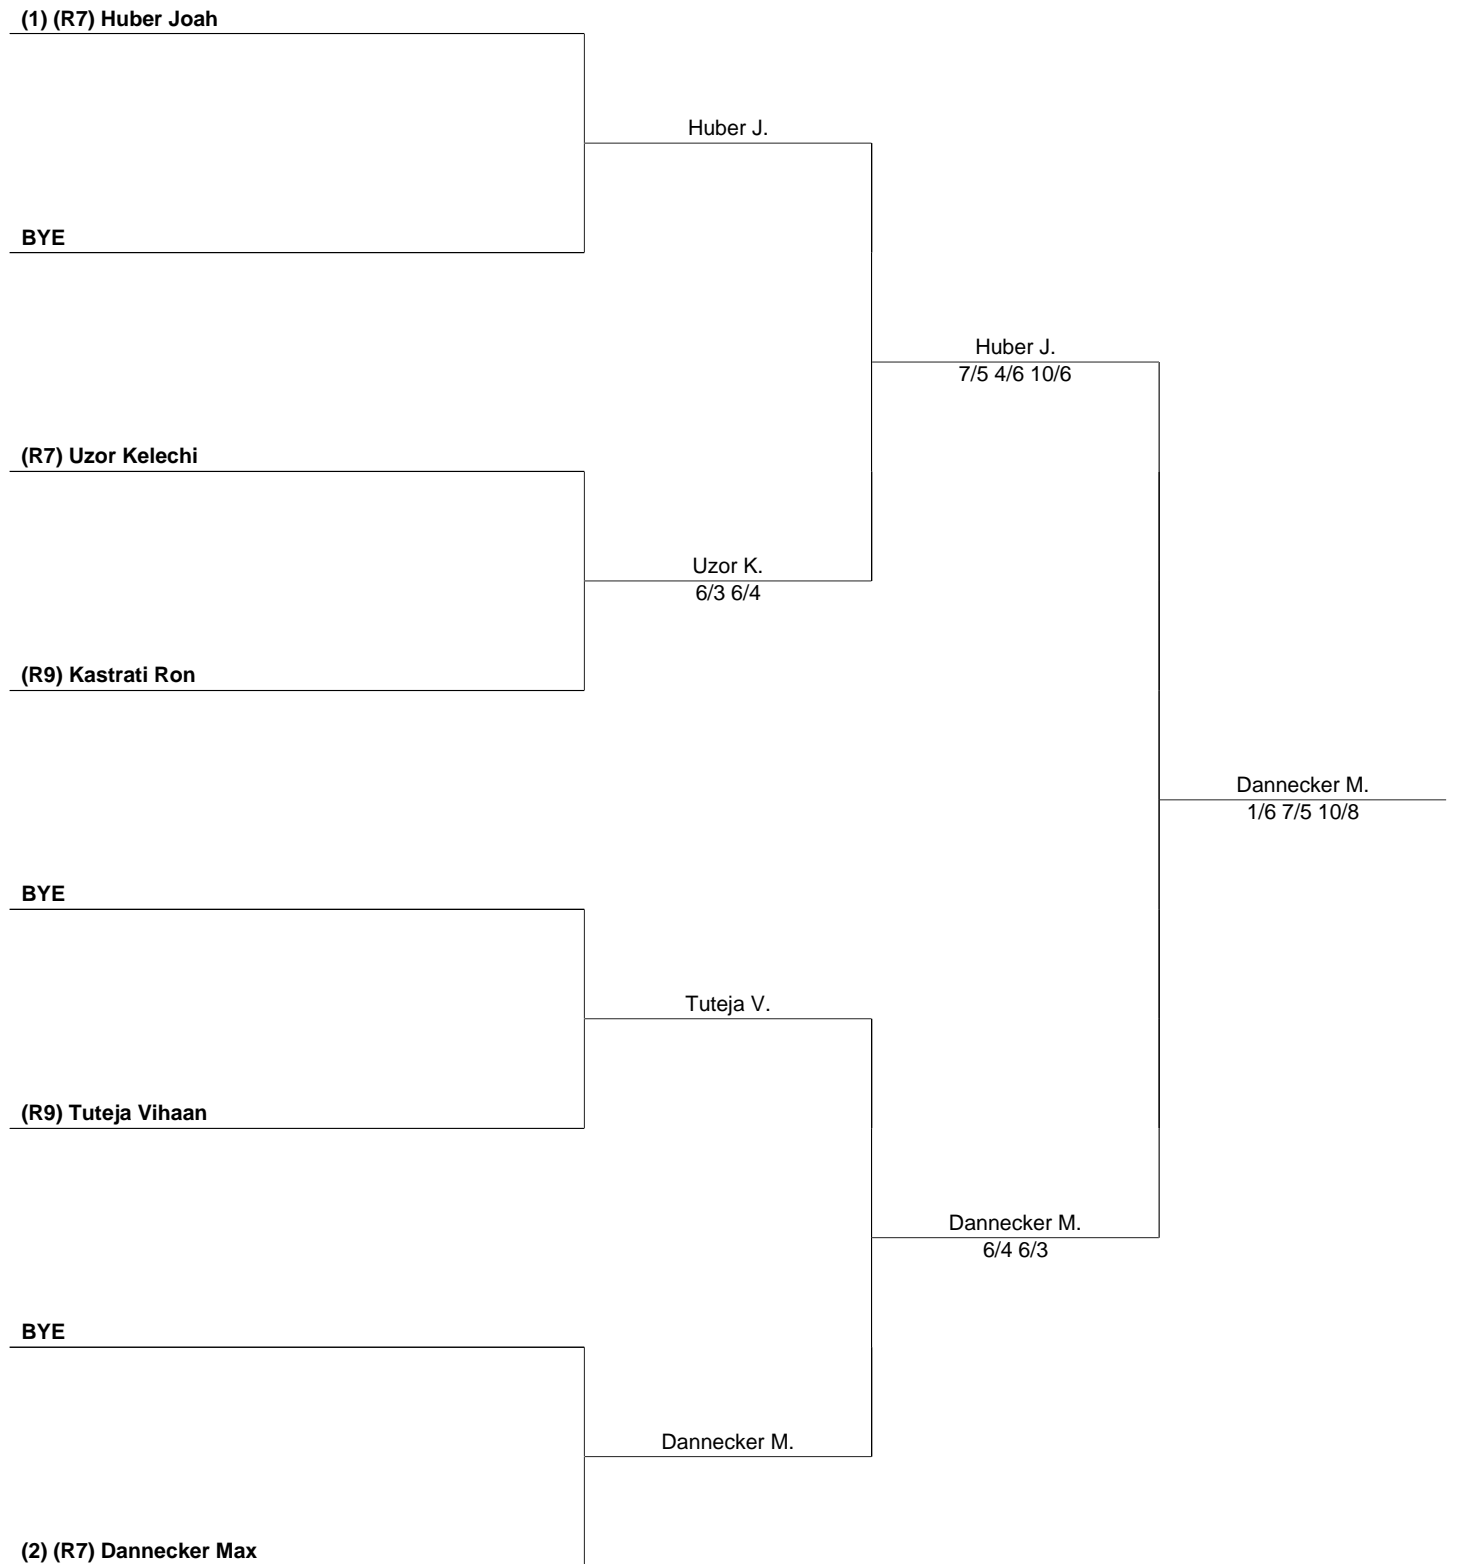 (1) (R7) Huber Joah
Huber J.
BYE
Huber J.
7/5 4/6 10/6
(R7) Uzor Kelechi
Uzor K.
6/3 6/4
(R9) Kastrati Ron
Dannecker M.
1/6 7/5 10/8
BYE
Tuteja V.
(R9) Tuteja Vihaan
Dannecker M.
6/4 6/3
BYE
Dannecker M.
(2) (R7) Dannecker Max